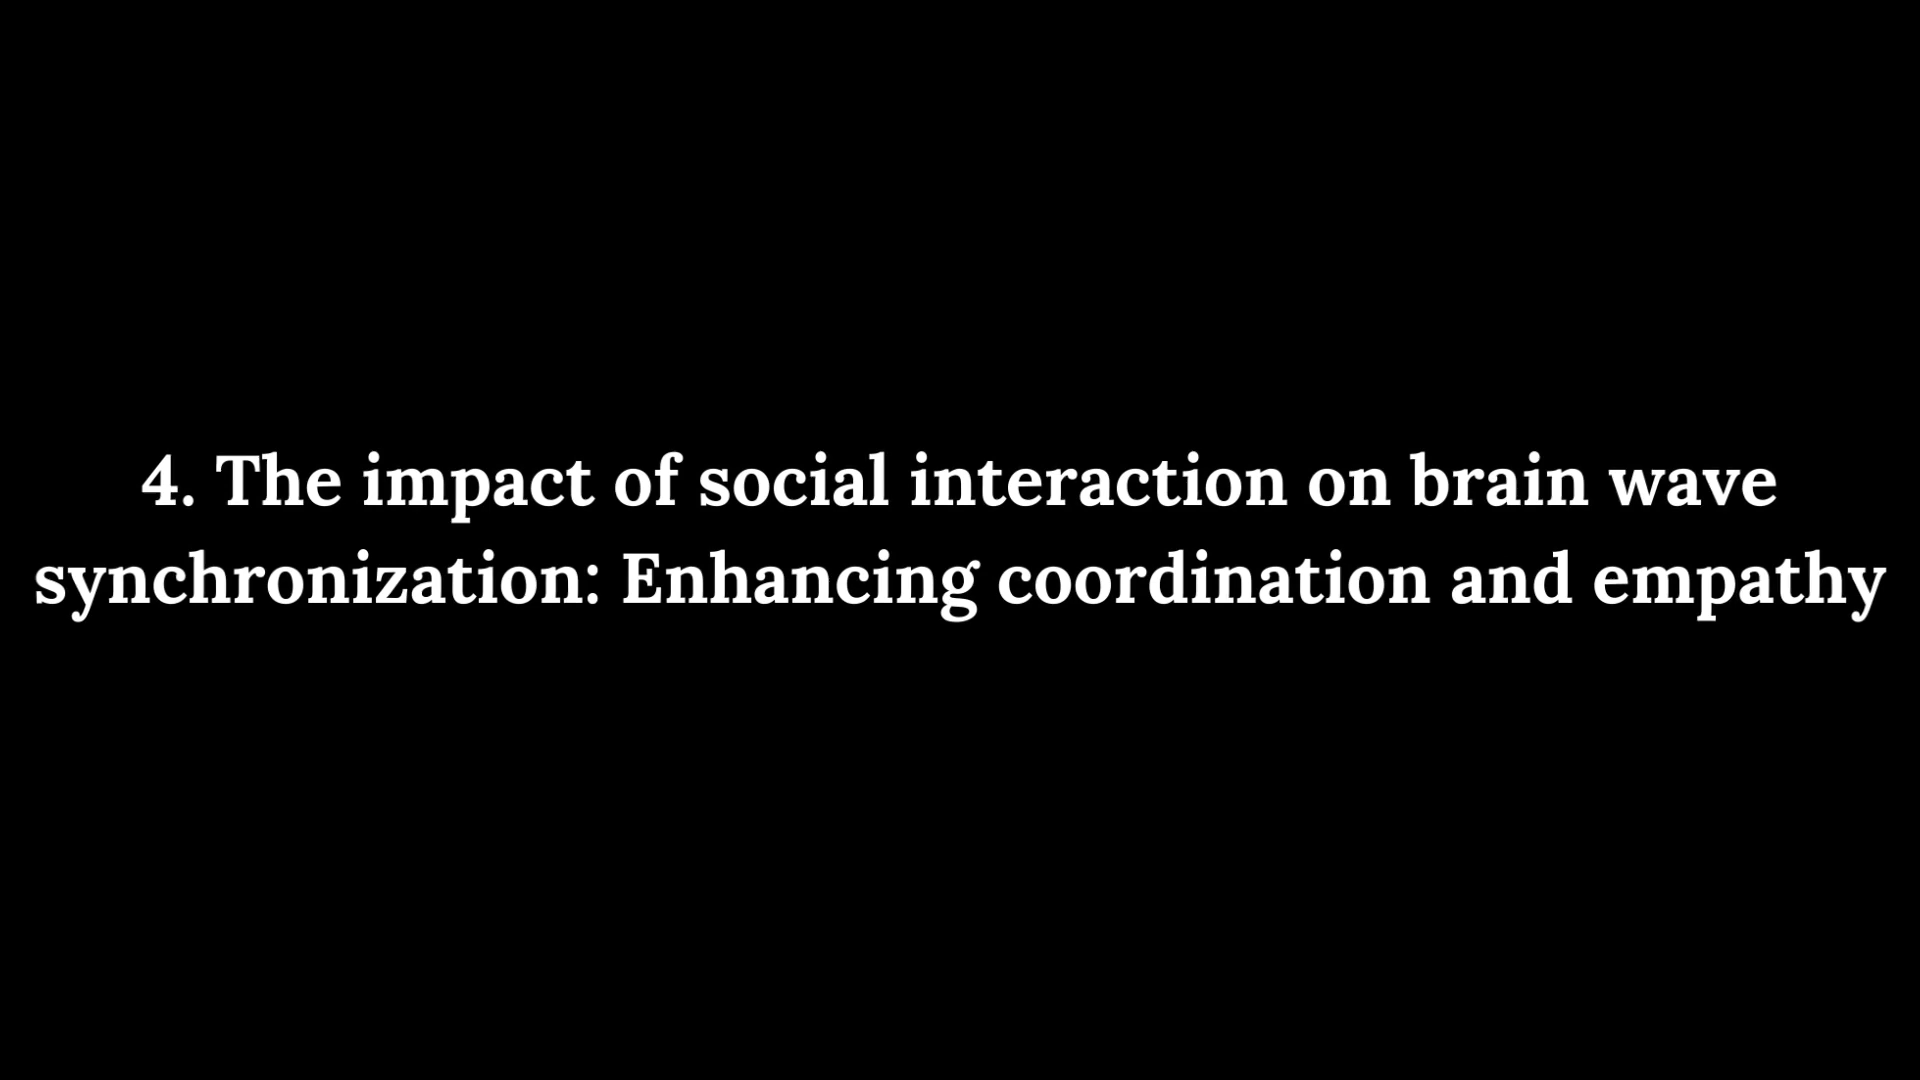 4. The impact of social interaction on brain wave
synchronization: Enhancing coordination and empathy